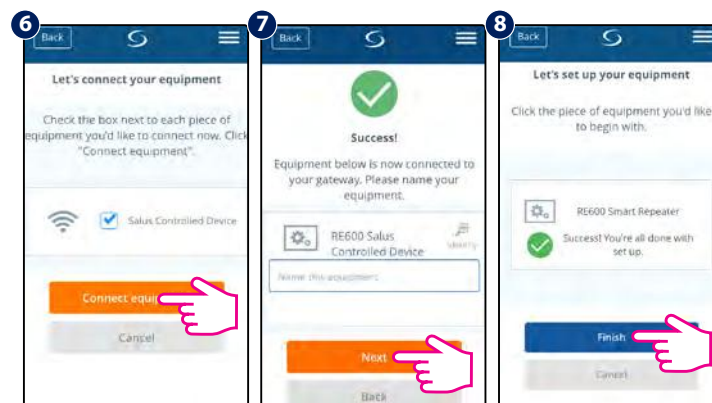 6
Back
Let's connect your equipment
Check the box next to each piece of
equipment you'd like to connect now. Click
"Connect equipment".
Salus Controlled Device
Connect equip
Cancel
7
Back
Success!
Equipment below is now connected to
your gateway. Please name your
equipment.
RE600 Salus
Controlled Device
Identify
Name this equipment
Next
Back
8
Back
Let's set up your equipment
Click the piece of equipment you'd like
to begin with.
RE600 Smart Repeater
Success! You're all done with
set up.
Finish
Cancel